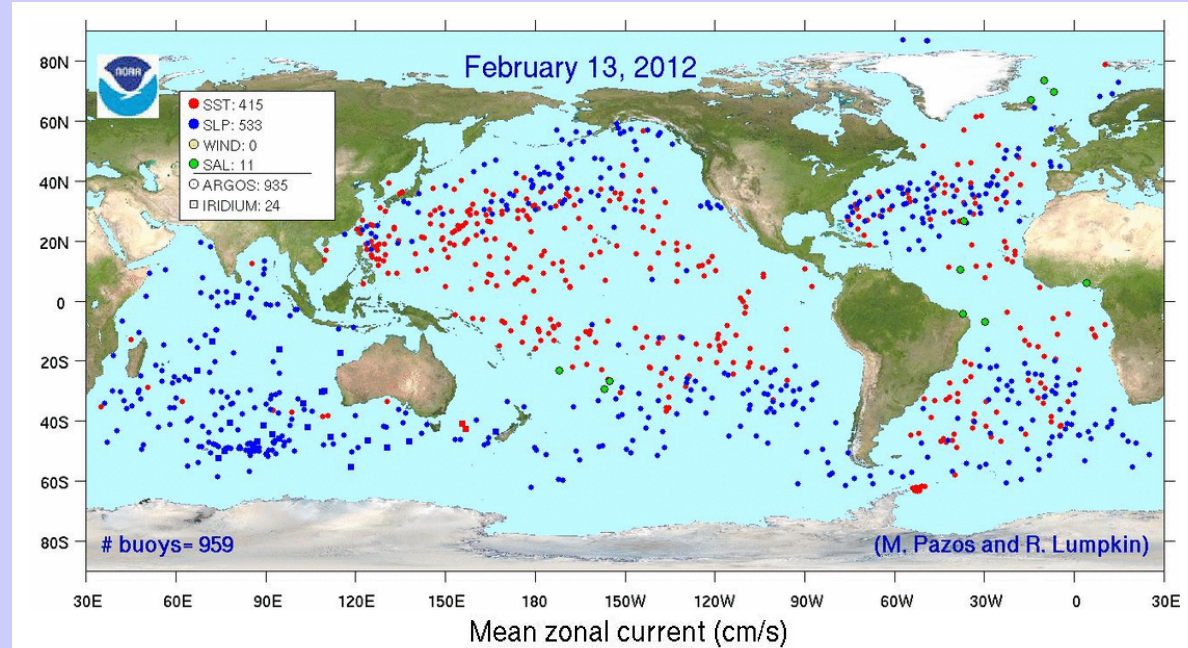 NOAA
February 13, 2012
SST: 415
SLP: 533
WIND: 0
SAL: 11
ARGOS: 935
IRIDIUM: 24
80N
60N
40N
20N
0
20S
40S
60S
80S
# buoys= 959
(M. Pazos and R. Lumpkin)
30E 60E 90E 120E 150E 180 150W 120W 90W 60W 30W 0 30E
Mean zonal current (cm/s)